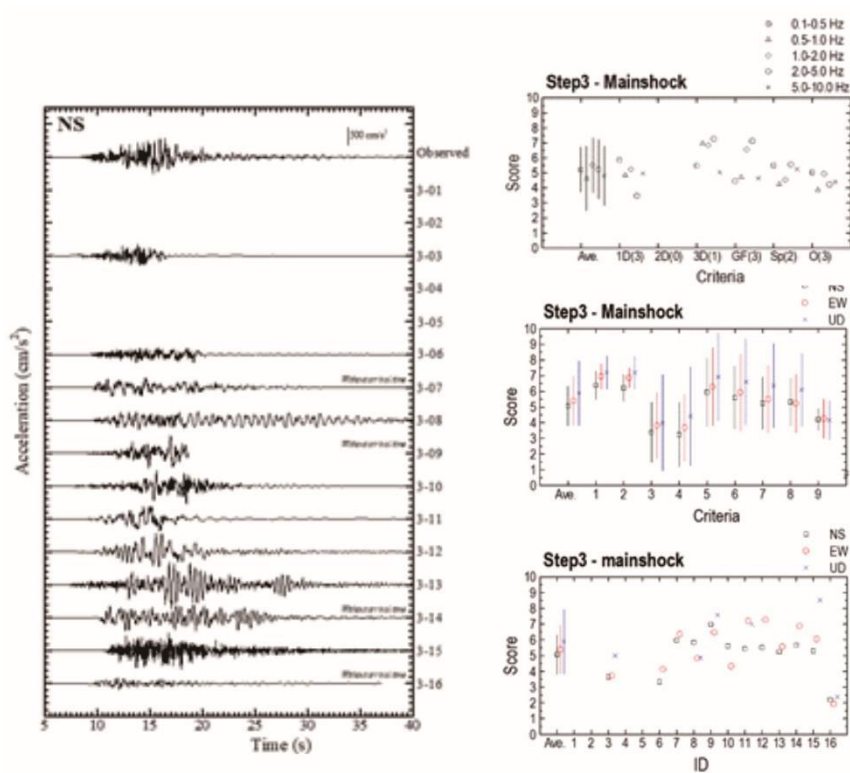 NS
300 cm/s²
Observed
3-01
3-02
3-03
3-04
3-05
3-06
3-07
3-08
3-09
3-10
3-11
3-12
3-13
3-14
3-15
3-16
Acceleration (cm/s²)
5 10 15 20 25 30 35 40
Time (s)
0.1-0.5 Hz
0.5-1.0 Hz
1.0-2.0 Hz
2.0-5.0 Hz
5.0-10.0 Hz
Step3 - Mainshock
10
9
8
7
6
5
4
3
2
1
0
Score
Ave. 1D(3) 2D(0) 3D(1) GF(3) Sp(2) O(3)
Criteria
NS
EW
UD
Step3 - Mainshock
10
9
8
7
6
5
4
3
2
1
0
Score
Ave. 1 2 3 4 5 6 7 8 9
Criteria
NS
EW
UD
Step3 - mainshock
10
9
8
7
6
5
4
3
2
1
0
Score
Ave. 1 2 3 4 5 6 7 8 9 10 11 12 13 14 15 16
ID